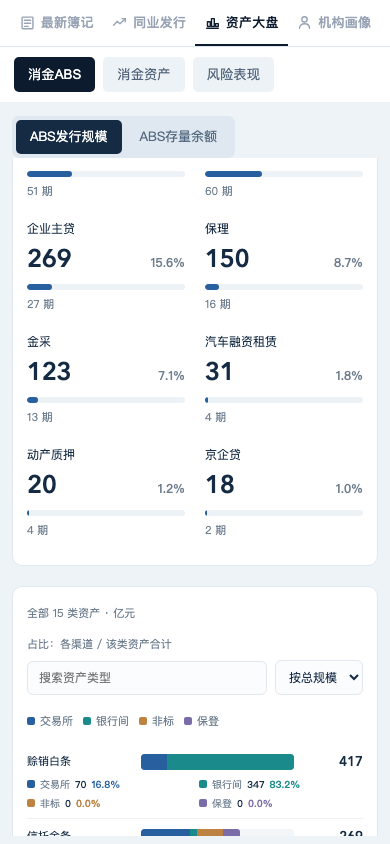 最新簿记 同业发行 资产大盘 机构画像
消金ABS 消金资产 风险表现
ABS发行规模 ABS存量余额
51 期 60 期
企业主贷 保理
269 15.6% 150 8.7%
27 期 16 期
金采 汽车融资租赁
123 7.1% 31 1.8%
13 期 4 期
动产质押 京企贷
20 1.2% 18 1.0%
4 期 2 期
全部 15 类资产 · 亿元
占比：各渠道 / 该类资产合计
搜索资产类型 按总规模
交易所 银行间 非标 保登
赊销白条 417
交易所 70 16.8% 银行间 347 83.2%
非标 0 0.0% 保登 0 0.0%
信托金条 269